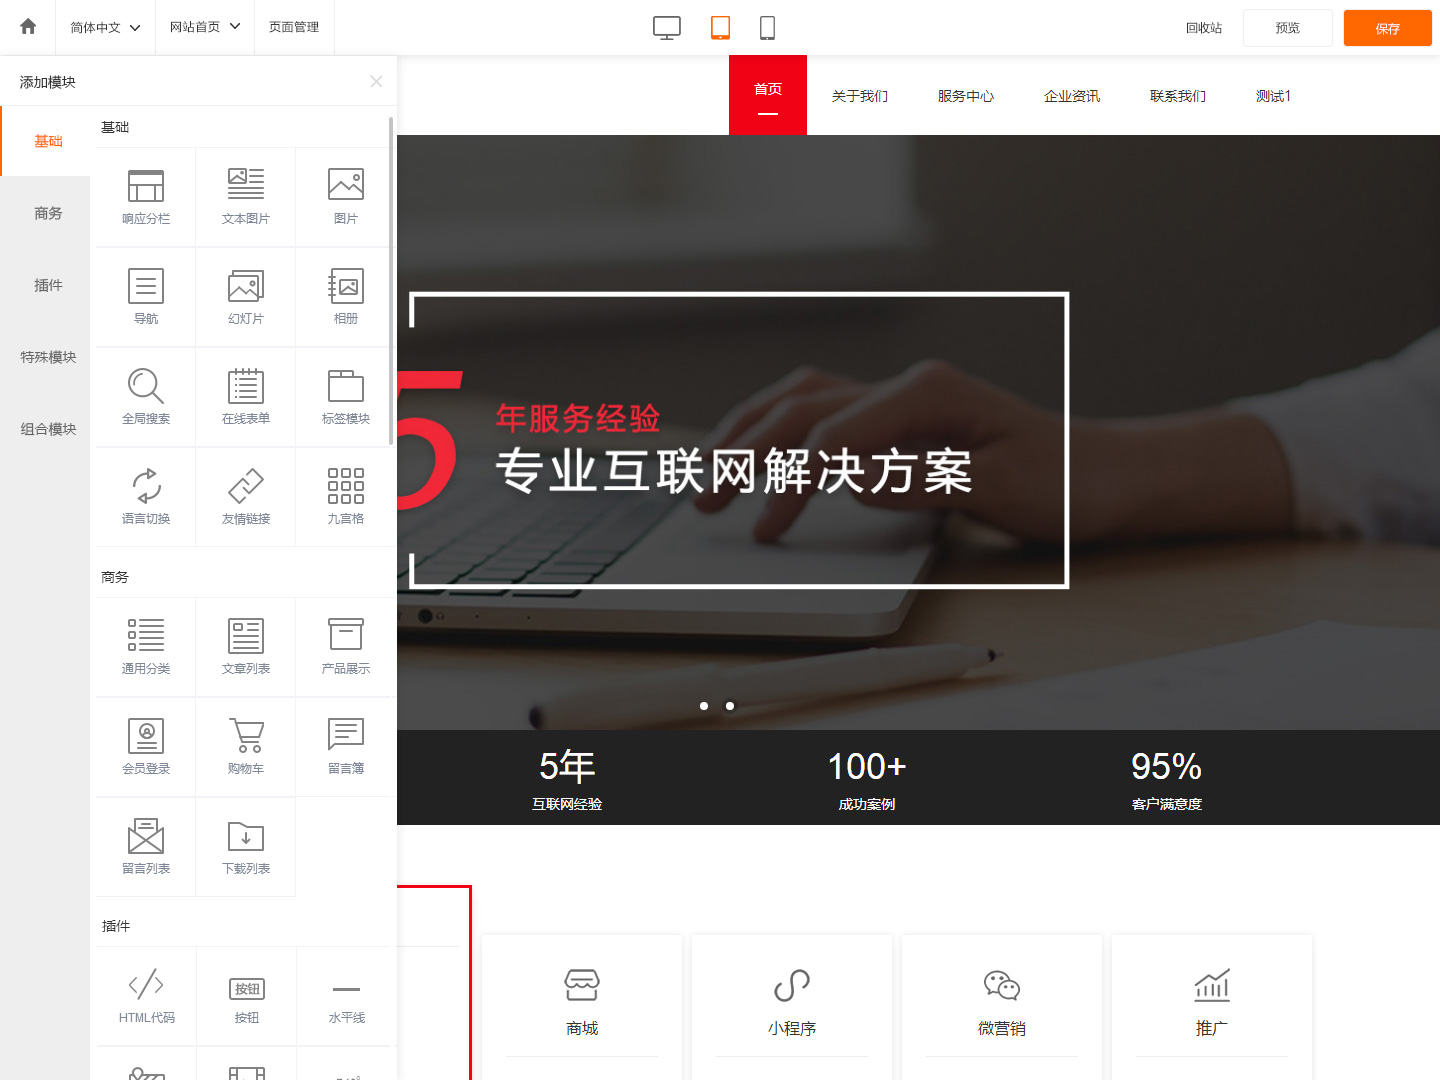 简体中文 网站首页 页面管理 回收站 预览 保存
添加模块
首页 关于我们 服务中心 企业资讯 联系我们 测试1
基础
商务
插件
特殊模块
组合模块
基础
响应分栏 文本图片 图片
导航 幻灯片 相册
全局搜索 在线表单 标签模块
语言切换 友情链接 九宫格
商务
通用分类 文章列表 产品展示
会员登录 购物车 留言簿
留言列表 下载列表
插件
按钮
HTML代码 按钮 水平线
5
年服务经验
专业互联网解决方案
5年 100+ 95%
互联网经验 成功案例 客户满意度
商城 小程序 微营销 推广